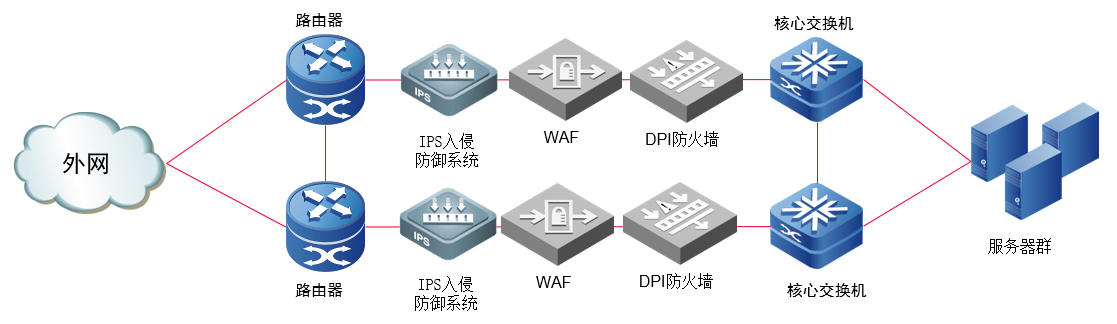 路由器
核心交换机
IPS
IPS入侵
防御系统
WAF
DPI防火墙
外网
服务器群
IPS
路由器
IPS入侵
防御系统
WAF
DPI防火墙
核心交换机